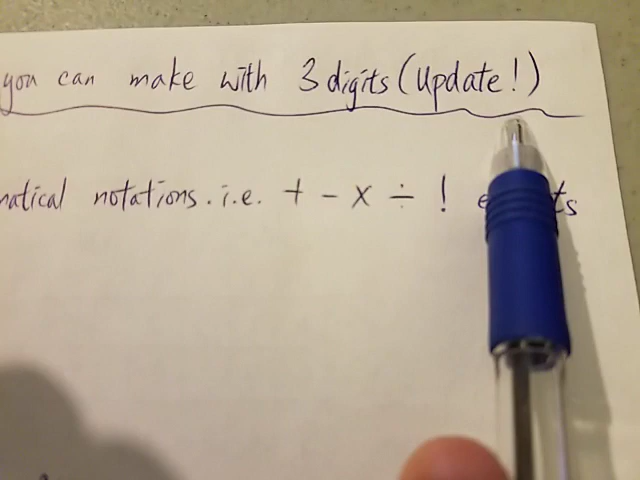 you can make with 3 digits (Update!)
notations. i.e. + - x ÷ !